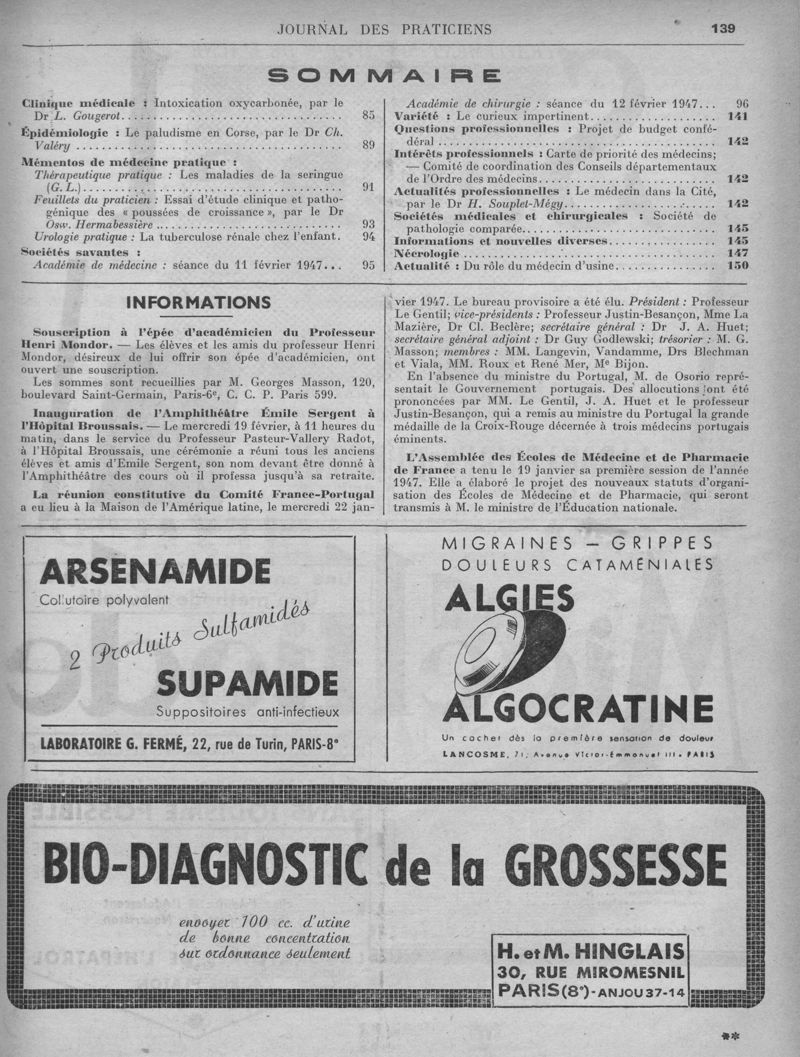 JOURNAL DES PRATICIENS 139
SOMMAIRE
Clinique médicale : Intoxication oxycarbonée, par le
Dr L. Gougerot. 85
Épidémiologie : Le paludisme en Corse, par le Dr Ch.
Valéry 89
Mémentos de médecine pratique :
Thérapeutique pratique : Les maladies de la seringue
(G. L.) 91
Feuillets du praticien : Essai d'étude clinique et patho-
génique des « poussées de croissance », par le Dr
Osw. Hermabessière 93
Urologie pratique : La tuberculose rénale chez l'enfant. 94
Sociétés savantes :
Académie de médecine : séance du 11 février 1947... 95
Académie de chirurgie : séance du 12 février 1947... 96
Variété : Le curieux impertinent 141
Questions professionnelles : Projet de budget confé-
déral 142
Intérêts professionnels : Carte de priorité des médecins;
— Comité de coordination des Conseils départementaux
de l'Ordre des médecins 142
Actualités professionnelles : Le médecin dans la Cité,
par le Dr H. Souplet-Mégy 142
Sociétés médicales et chirurgicales : Société de
pathologie comparée 145
Informations et nouvelles diverses 145
Nécrologie 147
Actualité : Du rôle du médecin d'usine 150
INFORMATIONS
Souscription à l'épée d'académicien du Professeur
Henri Mondor. — Les élèves et les amis du professeur Henri
Mondor, désireux de lui offrir son épée d'académicien, ont
ouvert une souscription.
Les sommes sont recueillies par M. Georges Masson, 120,
boulevard Saint-Germain, Paris-6e, C. C. P. Paris 599.
Inauguration de l'Amphithéâtre Émile Sergent à
l'Hôpital Broussais. — Le mercredi 19 février, à 11 heures du
matin, dans le service du Professeur Pasteur-Vallery Radot,
à l'Hôpital Broussais, une cérémonie a réuni tous les anciens
élèves et amis d'Emile Sergent, son nom devant être donné à
l'Amphithéâtre des cours où il professa jusqu'à sa retraite.
La réunion constitutive du Comité France-Portugal
a eu lieu à la Maison de l'Amérique latine, le mercredi 22 jan-
vier 1947. Le bureau provisoire a été élu. Président : Professeur
Le Gentil; vice-présidents : Professeur Justin-Besançon, Mme La
Mazière, Dr Cl. Beclère; secrétaire général : Dr J. A. Huet;
secrétaire général adjoint : Dr Guy Godlewski; trésorier : M. G.
Masson; membres : MM. Langevin, Vandamme, Drs Blechman
et Viala, MM. Roux et René Mer, Me Bijon.
En l'absence du ministre du Portugal, M. de Osorio repré-
sentait le Gouvernement portugais. Des allocutions ont été
prononcées par MM. Le Gentil, J. A. Huet et le professeur
Justin-Besançon, qui a remis au ministre du Portugal la grande
médaille de la Croix-Rouge décernée à trois médecins portugais
éminents.
L'Assemblée des Écoles de Médecine et de Pharmacie
de France a tenu le 19 janvier sa première session de l'année
1947. Elle a élaboré le projet des nouveaux statuts d'organi-
sation des Écoles de Médecine et de Pharmacie, qui seront
transmis à M. le ministre de l'Éducation nationale.
ARSENAMIDE
Collutoire polyvalent
2 Produits Sulfamidés
SUPAMIDE
Suppositoires anti-infectieux
LABORATOIRE G. FERMÉ, 22, rue de Turin, PARIS-8e
MIGRAINES — GRIPPES
DOULEURS CATAMÉNIALES
ALGIES
ALGOCRATINE
Un cachet dès la première sensation de douleur
LANCOSME, 71, Avenue Victor-Emmanuel III - PARIS
BIO-DIAGNOSTIC de la GROSSESSE
envoyer 100 cc. d'urine
de bonne concentration
sur ordonnance seulement
H. et M. HINGLAIS
30, RUE MIROMESNIL
PARIS (8e) - ANJOU 37-14
**